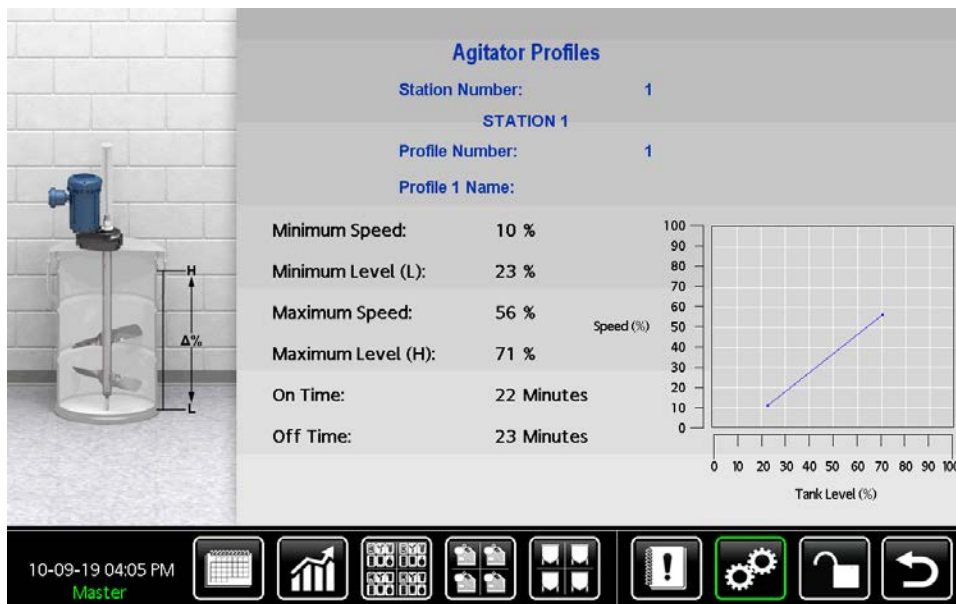 Agitator Profiles
Station Number: 1
STATION 1
Profile Number: 1
Profile 1 Name:
Minimum Speed: 10 %
Minimum Level (L): 23 %
Maximum Speed: 56 %
Maximum Level (H): 71 %
On Time: 22 Minutes
Off Time: 23 Minutes
H
Δ%
L
Speed (%)
100
90
80
70
60
50
40
30
20
10
0
0 10 20 30 40 50 60 70 80 90 100
Tank Level (%)
10-09-19 04:05 PM
Master